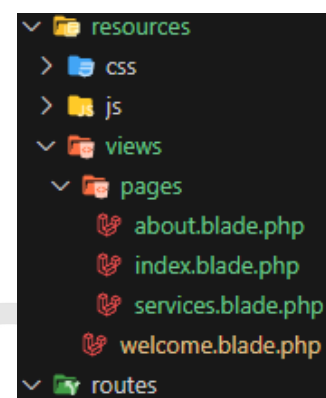 resources
css
js
views
pages
about.blade.php
index.blade.php
services.blade.php
welcome.blade.php
routes